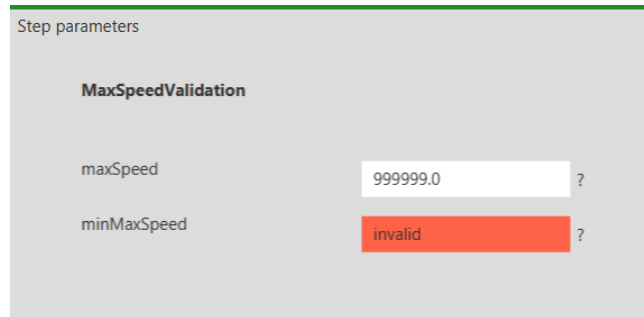 Step parameters
MaxSpeedValidation
maxSpeed 999999.0 ?
minMaxSpeed invalid ?